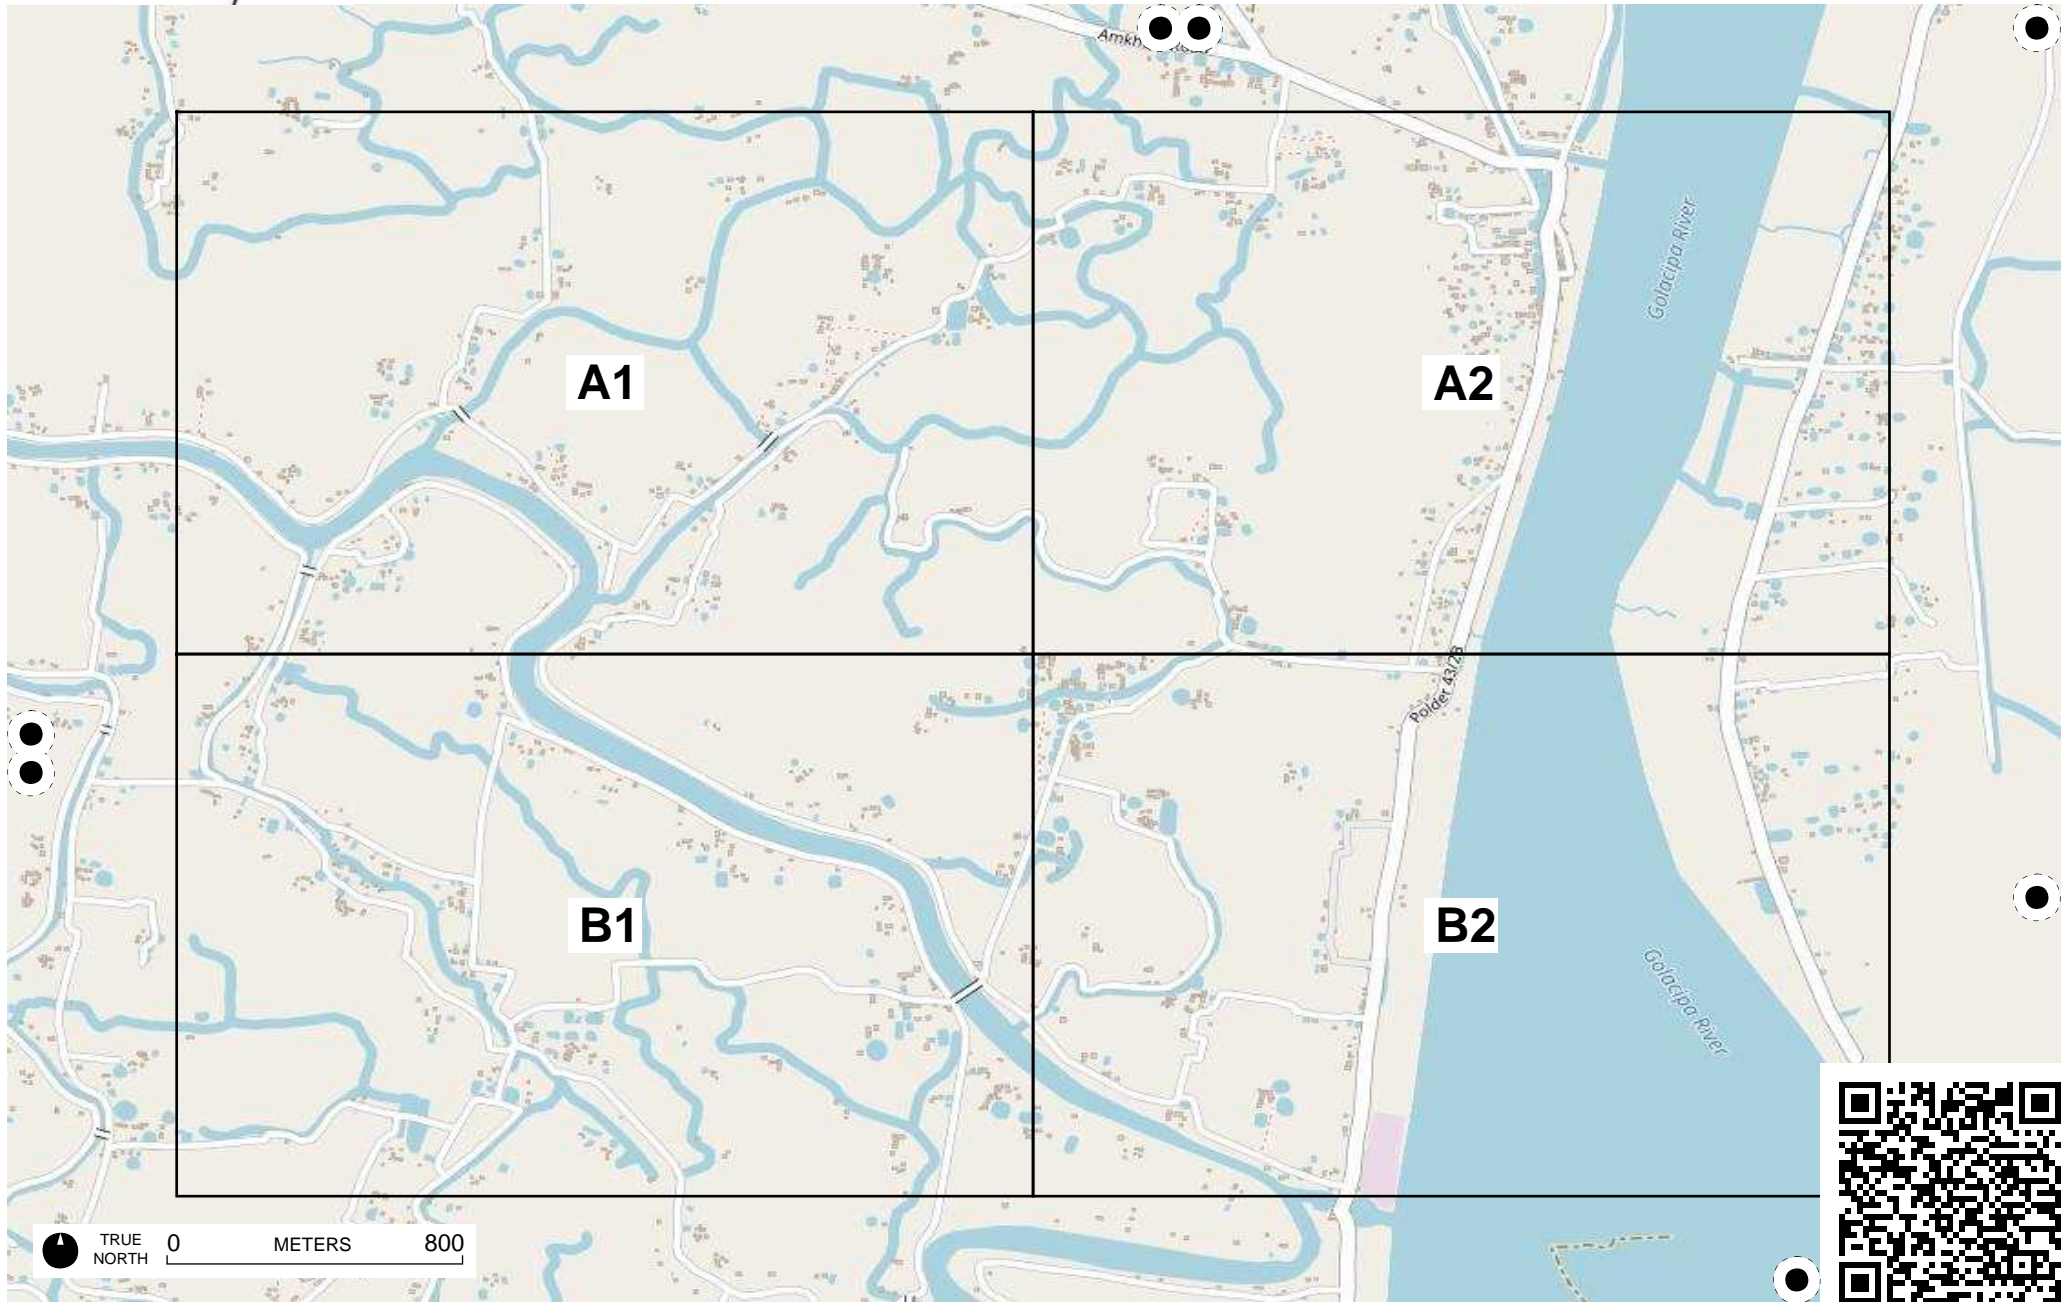 Golacipa River
A1
A2
Polder 43/2B
B1
B2
Golacipa River
TRUE NORTH
0
METERS
800